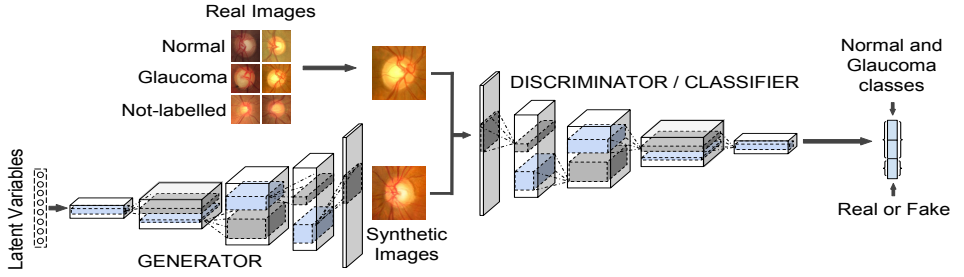 Real Images
Normal
Glaucoma
Not-labelled
Latent Variables
GENERATOR
Synthetic
Images
DISCRIMINATOR / CLASSIFIER
Normal and
Glaucoma
classes
Real or Fake